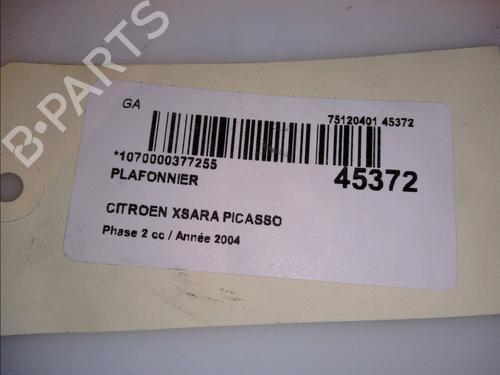 GA
75120401 45372
*1070000377255
PLAFONNIER
45372
CITROEN XSARA PICASSO
Phase 2 cc / Année 2004
B-PARTS